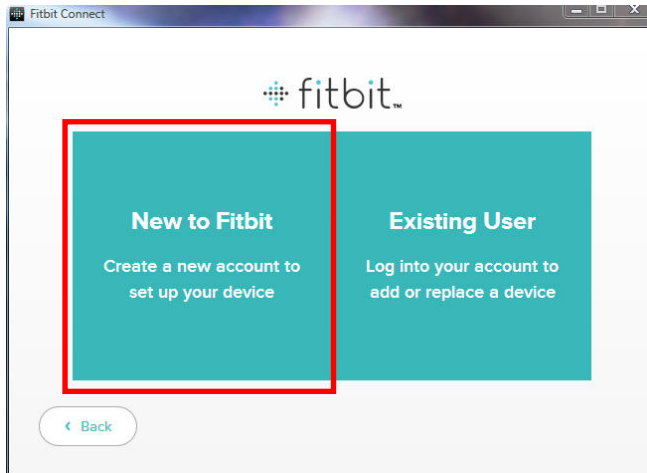 Fitbit Connect
fitbit™
New to Fitbit
Create a new account to
set up your device
Existing User
Log into your account to
add or replace a device
Back